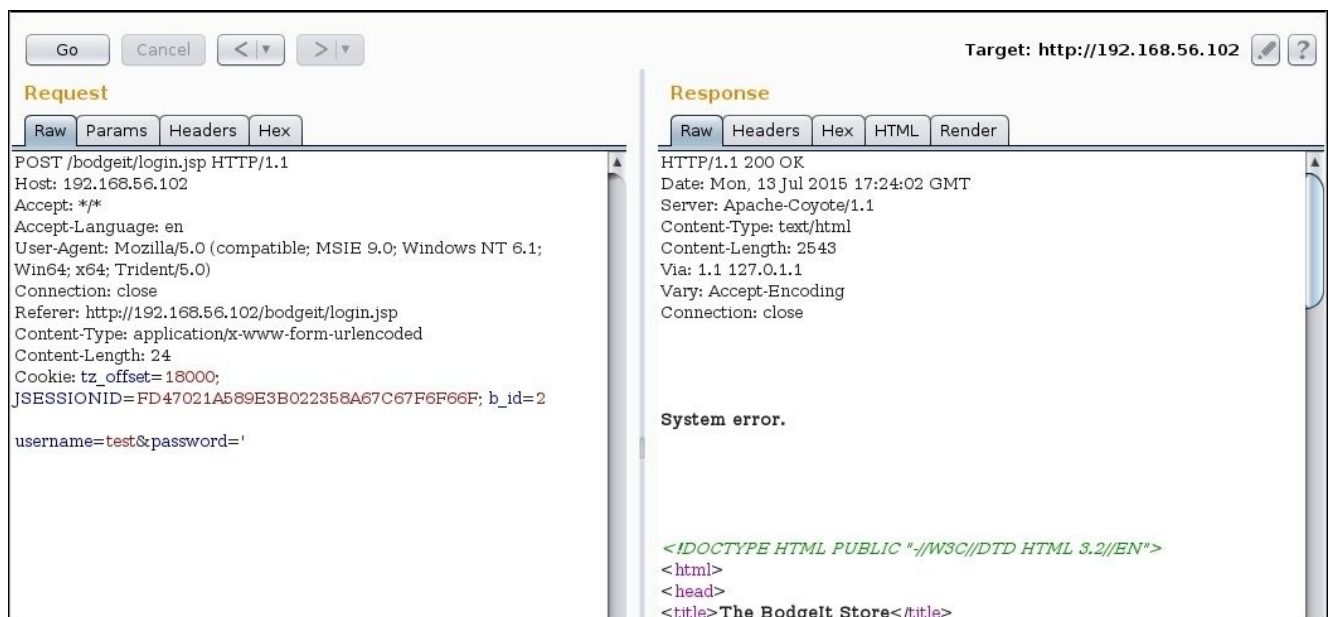 Go
Cancel
<
>
Target: http://192.168.56.102
?
Request
Raw
Params
Headers
Hex
POST /bodgeit/login.jsp HTTP/1.1
Host: 192.168.56.102
Accept: */*
Accept-Language: en
User-Agent: Mozilla/5.0 (compatible; MSIE 9.0; Windows NT 6.1;
Win64; x64; Trident/5.0)
Connection: close
Referer: http://192.168.56.102/bodgeit/login.jsp
Content-Type: application/x-www-form-urlencoded
Content-Length: 24
Cookie: tz_offset=18000;
JSESSIONID=FD47021A589E3B022358A67C67F6F66F; b_id=2
username=test&password='
Response
Raw
Headers
Hex
HTML
Render
HTTP/1.1 200 OK
Date: Mon, 13 Jul 2015 17:24:02 GMT
Server: Apache-Coyote/1.1
Content-Type: text/html
Content-Length: 2543
Via: 1.1 127.0.1.1
Vary: Accept-Encoding
Connection: close
System error.
<!DOCTYPE HTML PUBLIC "-//W3C//DTD HTML 3.2//EN">
<html>
<head>
<title>The BodgeIt Store</title>